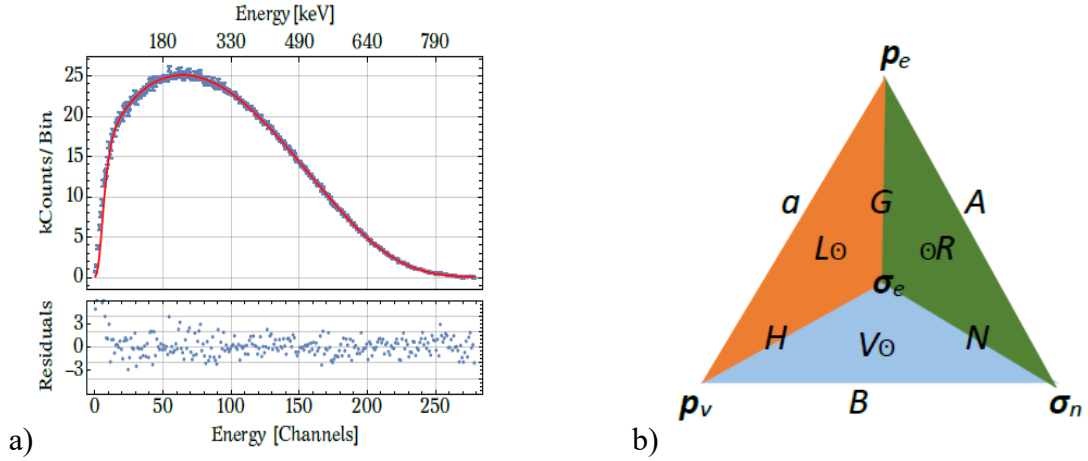 Energy [keV]
180 330 490 640 790
kCounts/Bin
25
20
15
10
5
0
Residuals
3
0
−3
0 50 100 150 200 250
Energy [Channels]
a)
p_e
a G A
L⊙ ⊙R
σ_e
H V⊙ N
p_ν B σ_n
b)